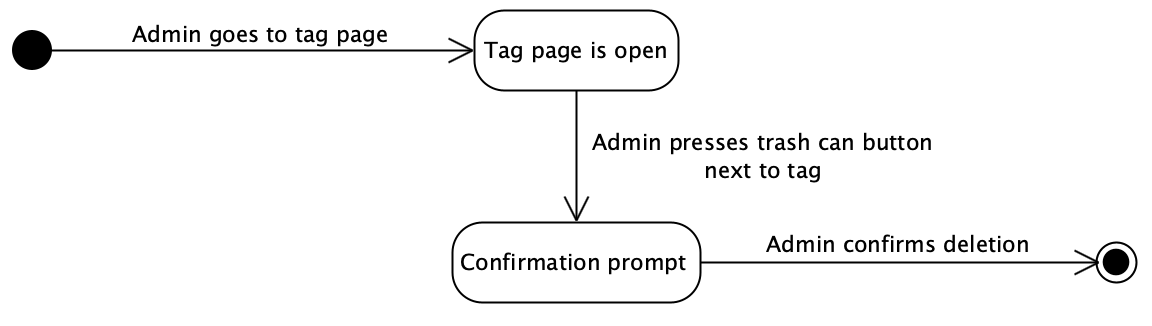 Admin goes to tag page
Tag page is open
Admin presses trash can button
next to tag
Admin confirms deletion
Confirmation prompt